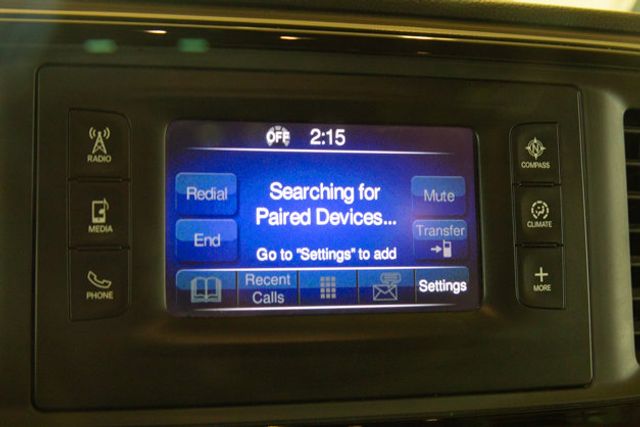 OFF 2:15
RADIO
MEDIA
PHONE
Redial
End
Searching for
Paired Devices...
Go to "Settings" to add
Mute
Transfer
Recent
Calls
Settings
N
COMPASS
CLIMATE
+
MORE